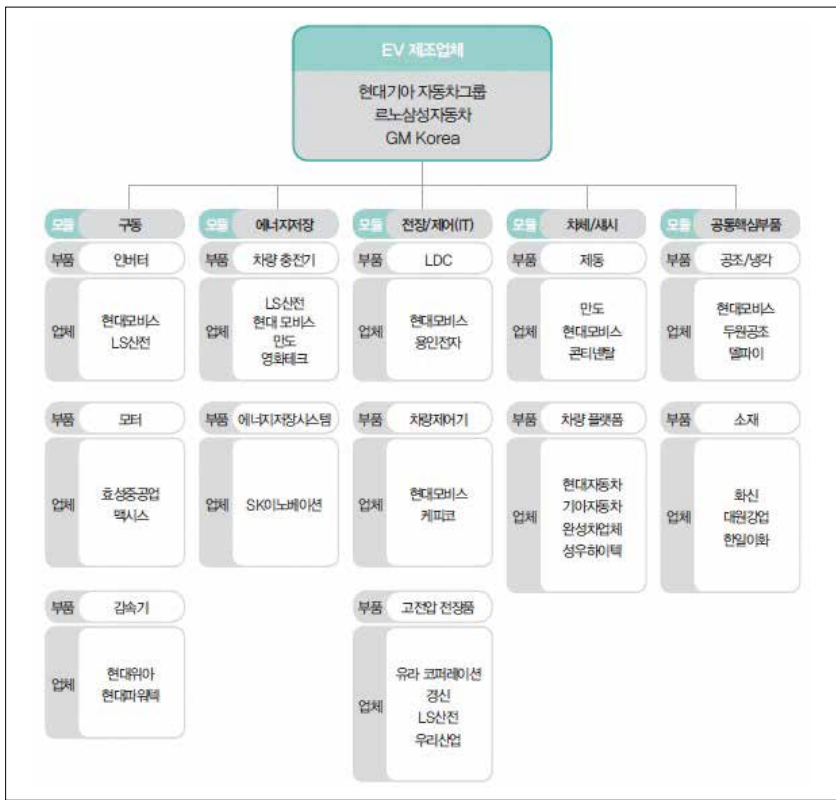 EV 제조업체
현대기아 자동차그룹
르노삼성자동차
GM Korea
모듈 구동
부품 인버터
업체
현대모비스
LS산전
부품 모터
업체
효성중공업
맥시스
부품 감속기
업체
현대위아
현대파워텍
모듈 에너지저장
부품 차량 충전기
업체
LS산전
현대 모비스
만도
영화테크
부품 에너지저장시스템
업체
SK이노베이션
모듈 전장/제어(IT)
부품 LDC
업체
현대모비스
용인전자
부품 차량제어기
업체
현대모비스
케피코
부품 고전압 전장품
업체
유라 코퍼레이션
경신
LS산전
우리산업
모듈 차체/섀시
부품 제동
업체
만도
현대모비스
콘티넨탈
부품 차량 플랫폼
업체
현대자동차
기아자동차
완성차업체
성우하이텍
모듈 공통핵심부품
부품 공조/냉각
업체
현대모비스
두원공조
델파이
부품 소재
업체
화신
대원강업
한일이화